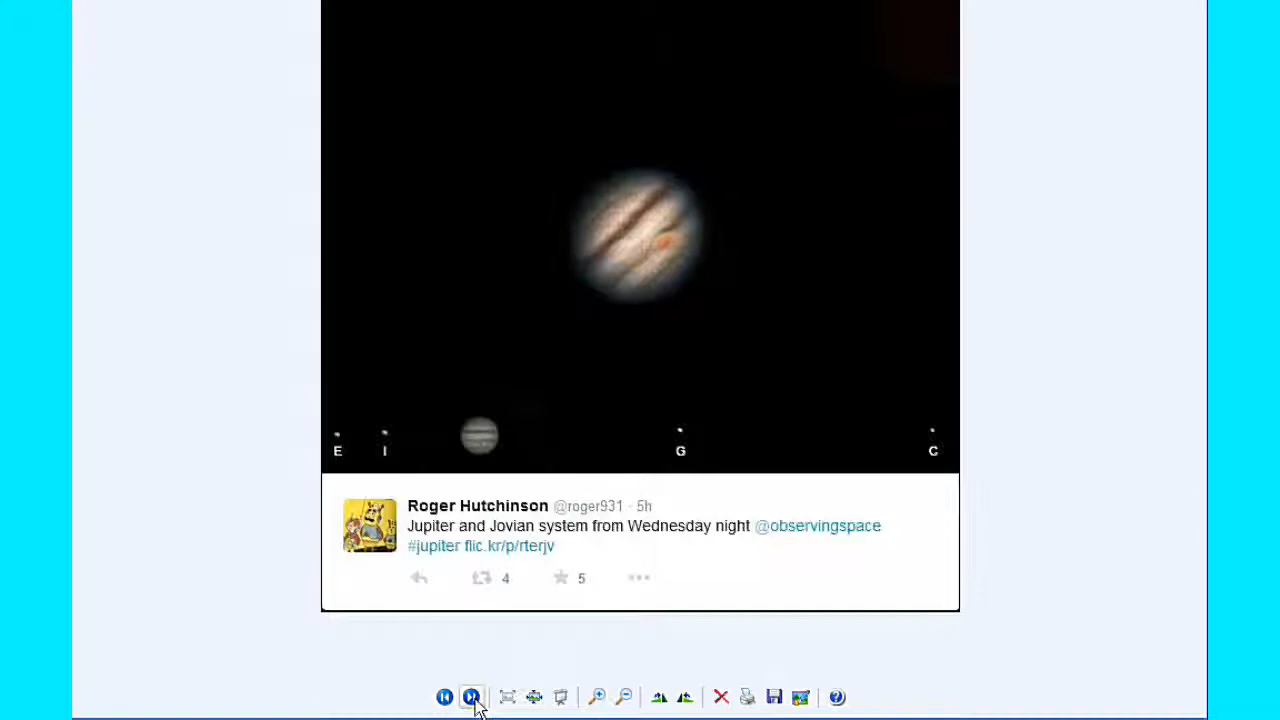 E I G C
Roger Hutchinson @roger931 · 5h
Jupiter and Jovian system from Wednesday night @observingspace
#jupiter flic.kr/p/rterjv
4 5